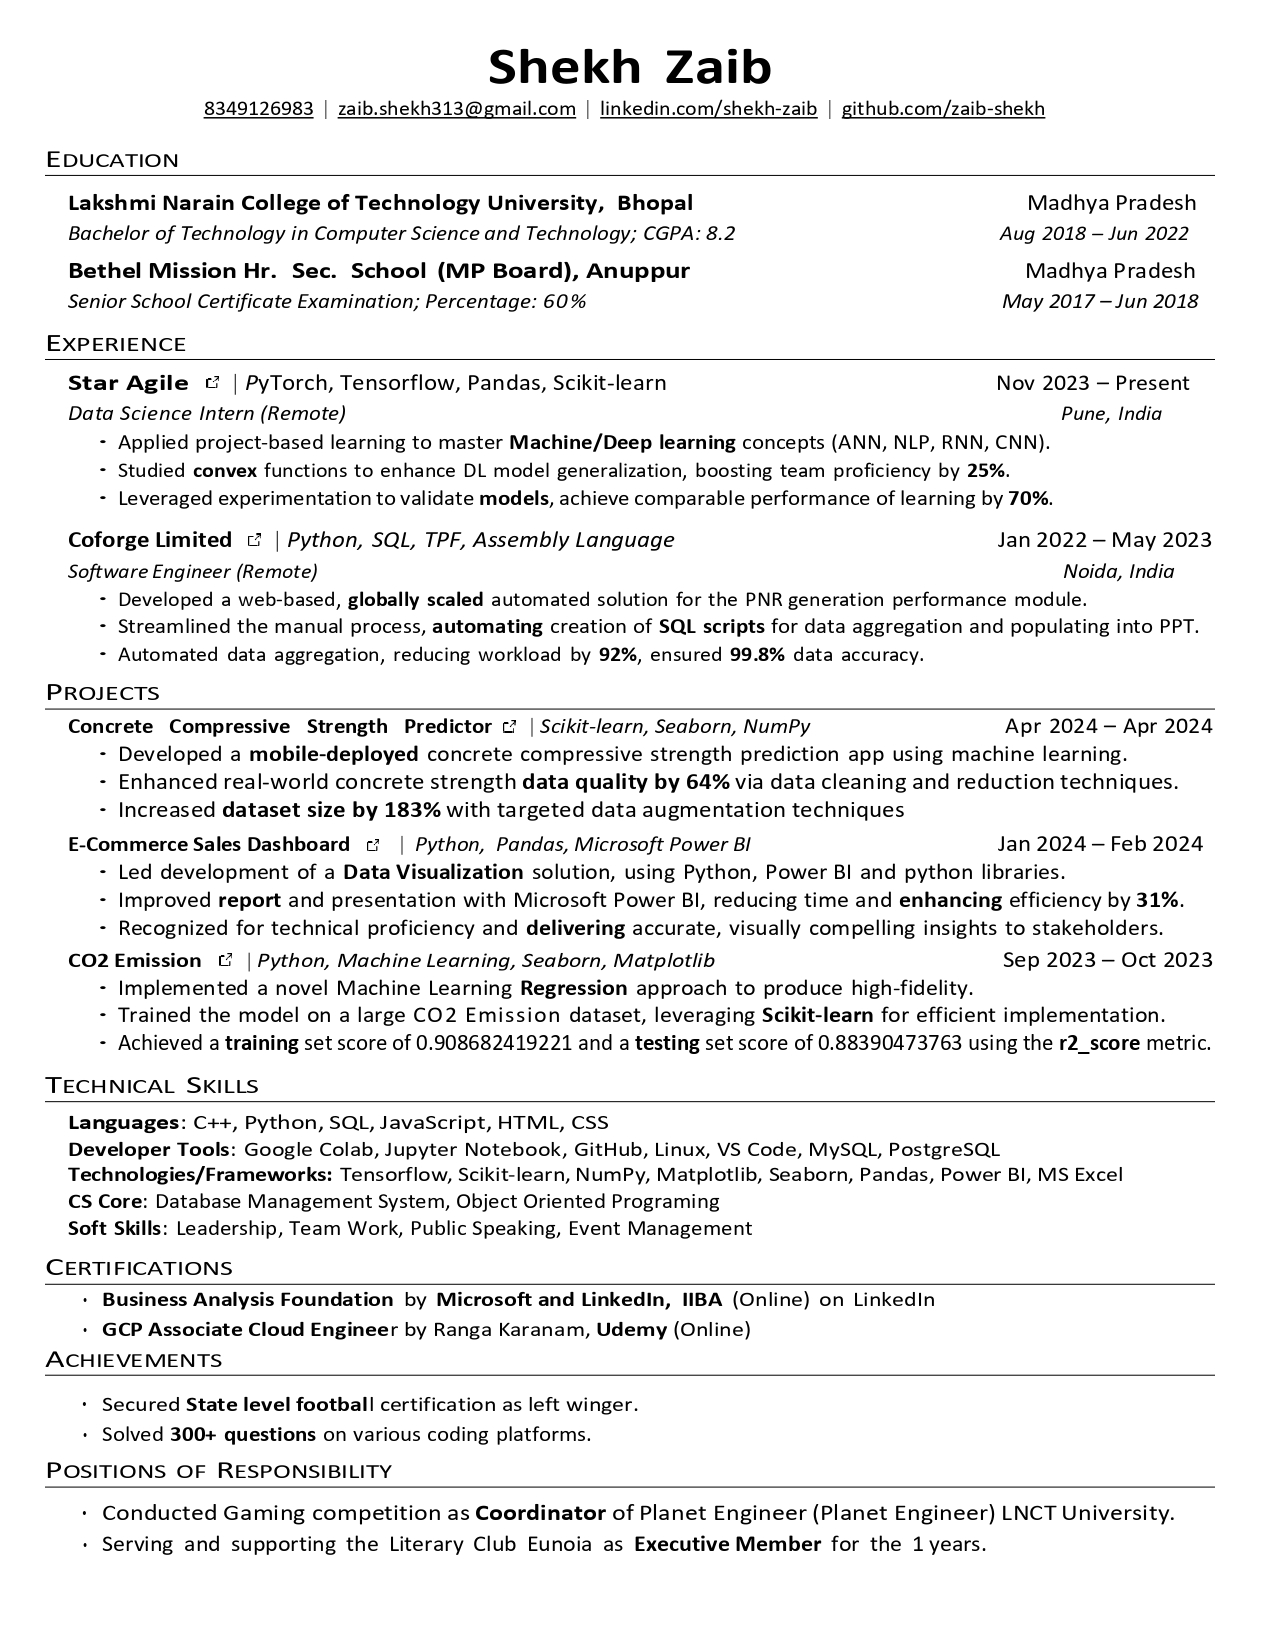 Shekh Zaib
8349126983 | zaib.shekh313@gmail.com | linkedin.com/shekh-zaib | github.com/zaib-shekh
EDUCATION
Lakshmi Narain College of Technology University, Bhopal Madhya Pradesh
Bachelor of Technology in Computer Science and Technology; CGPA: 8.2 Aug 2018 – Jun 2022
Bethel Mission Hr. Sec. School (MP Board), Anuppur Madhya Pradesh
Senior School Certificate Examination; Percentage: 60% May 2017 – Jun 2018
EXPERIENCE
Star Agile | PyTorch, Tensorflow, Pandas, Scikit-learn Nov 2023 – Present
Data Science Intern (Remote) Pune, India
- Applied project-based learning to master Machine/Deep learning concepts (ANN, NLP, RNN, CNN).
- Studied convex functions to enhance DL model generalization, boosting team proficiency by 25%.
- Leveraged experimentation to validate models, achieve comparable performance of learning by 70%.
Coforge Limited | Python, SQL, TPF, Assembly Language Jan 2022 – May 2023
Software Engineer (Remote) Noida, India
- Developed a web-based, globally scaled automated solution for the PNR generation performance module.
- Streamlined the manual process, automating creation of SQL scripts for data aggregation and populating into PPT.
- Automated data aggregation, reducing workload by 92%, ensured 99.8% data accuracy.
PROJECTS
Concrete Compressive Strength Predictor | Scikit-learn, Seaborn, NumPy Apr 2024 – Apr 2024
- Developed a mobile-deployed concrete compressive strength prediction app using machine learning.
- Enhanced real-world concrete strength data quality by 64% via data cleaning and reduction techniques.
- Increased dataset size by 183% with targeted data augmentation techniques
E-Commerce Sales Dashboard | Python, Pandas, Microsoft Power BI Jan 2024 – Feb 2024
- Led development of a Data Visualization solution, using Python, Power BI and python libraries.
- Improved report and presentation with Microsoft Power BI, reducing time and enhancing efficiency by 31%.
- Recognized for technical proficiency and delivering accurate, visually compelling insights to stakeholders.
CO2 Emission | Python, Machine Learning, Seaborn, Matplotlib Sep 2023 – Oct 2023
- Implemented a novel Machine Learning Regression approach to produce high-fidelity.
- Trained the model on a large CO2 Emission dataset, leveraging Scikit-learn for efficient implementation.
- Achieved a training set score of 0.908682419221 and a testing set score of 0.88390473763 using the r2_score metric.
TECHNICAL SKILLS
Languages: C++, Python, SQL, JavaScript, HTML, CSS
Developer Tools: Google Colab, Jupyter Notebook, GitHub, Linux, VS Code, MySQL, PostgreSQL
Technologies/Frameworks: Tensorflow, Scikit-learn, NumPy, Matplotlib, Seaborn, Pandas, Power BI, MS Excel
CS Core: Database Management System, Object Oriented Programing
Soft Skills: Leadership, Team Work, Public Speaking, Event Management
CERTIFICATIONS
· Business Analysis Foundation by Microsoft and LinkedIn, IIBA (Online) on LinkedIn
· GCP Associate Cloud Engineer by Ranga Karanam, Udemy (Online)
ACHIEVEMENTS
· Secured State level football certification as left winger.
· Solved 300+ questions on various coding platforms.
POSITIONS OF RESPONSIBILITY
· Conducted Gaming competition as Coordinator of Planet Engineer (Planet Engineer) LNCT University.
· Serving and supporting the Literary Club Eunoia as Executive Member for the 1 years.